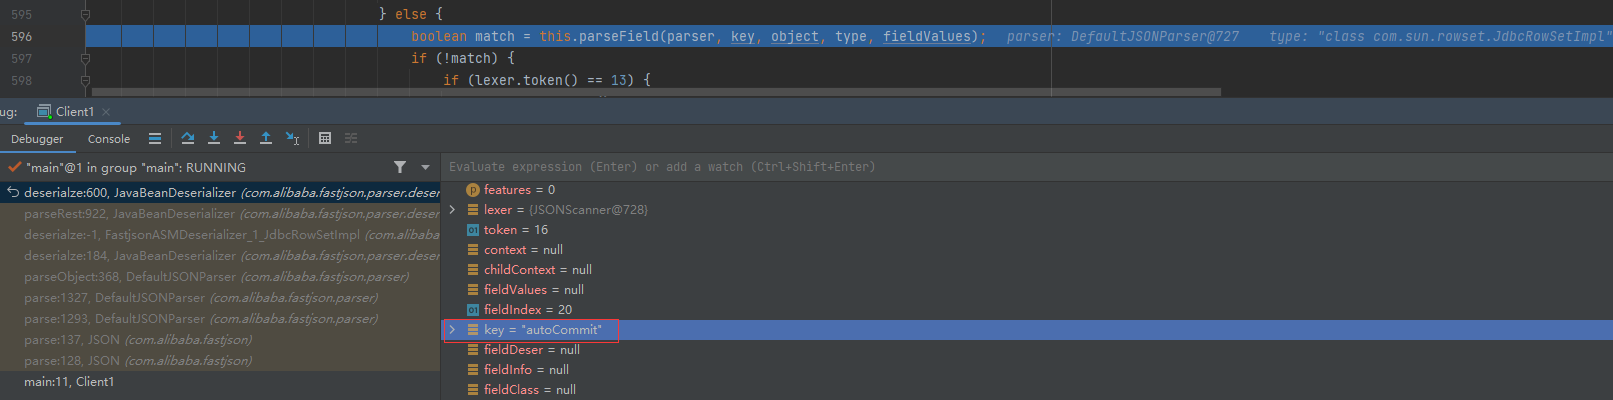 595 } else {
596 boolean match = this.parseField(parser, key, object, type, fieldValues); parser: DefaultJSONParser@727 type: "class com.sun.rowset.JdbcRowSetImpl"
597 if (!match) {
598 if (lexer.token() == 13) {
ug: Client1
Debugger Console
"main"@1 in group "main": RUNNING
Evaluate expression (Enter) or add a watch (Ctrl+Shift+Enter)
deserialze:600, JavaBeanDeserializer (com.alibaba.fastjson.parser.deser
parseRest:922, JavaBeanDeserializer (com.alibaba.fastjson.parser.deser
deserialze:-1, FastjsonASMDeserializer_1_JdbcRowSetImpl (com.alibaba
deserialze:184, JavaBeanDeserializer (com.alibaba.fastjson.parser.deser
parseObject:368, DefaultJSONParser (com.alibaba.fastjson.parser)
parse:1327, DefaultJSONParser (com.alibaba.fastjson.parser)
parse:1293, DefaultJSONParser (com.alibaba.fastjson.parser)
parse:137, JSON (com.alibaba.fastjson)
parse:128, JSON (com.alibaba.fastjson)
main:11, Client1
features = 0
lexer = {JSONScanner@728}
token = 16
context = null
childContext = null
fieldValues = null
fieldIndex = 20
key = "autoCommit"
fieldDeser = null
fieldInfo = null
fieldClass = null